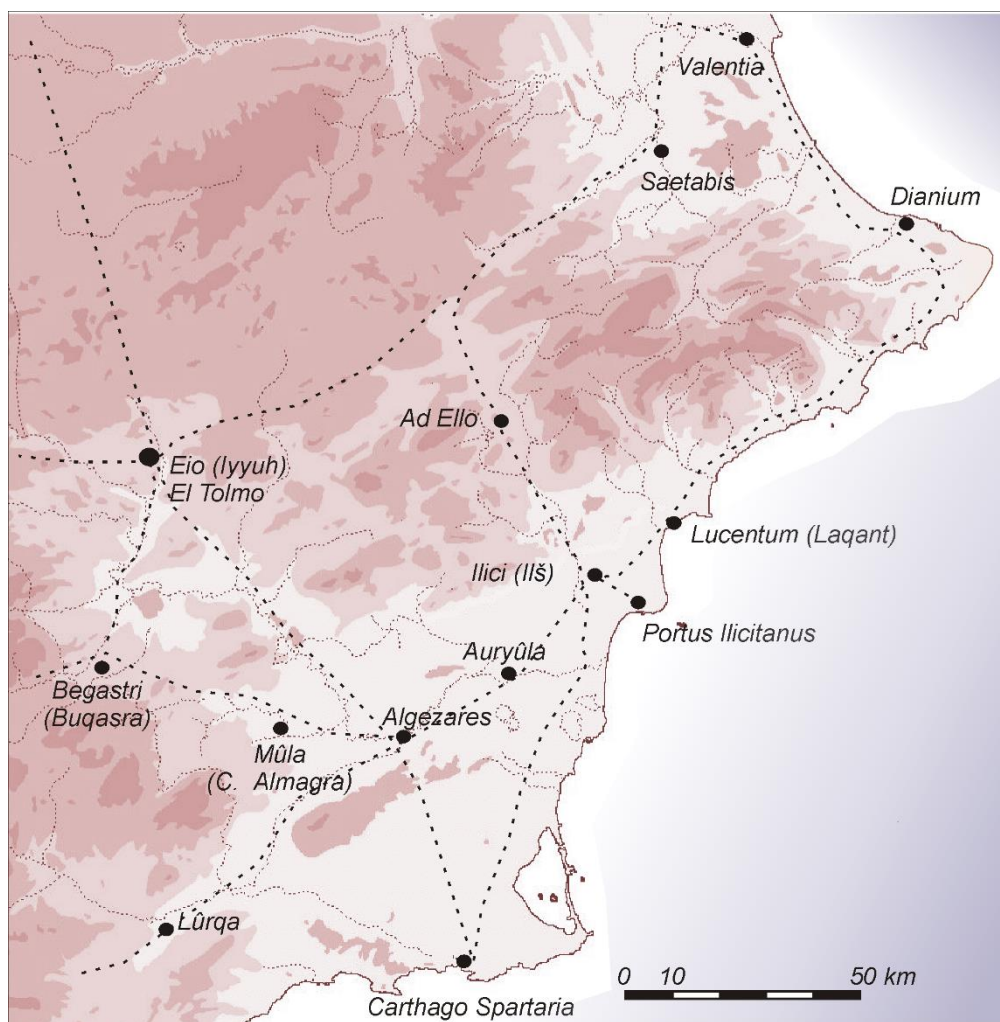 Valentia
Saetabis
Dianium
Ad Ello
Eio (Iyyuh)
El Tolmo
Lucentum (Laqant)
Ilici (Ilš)
Portus Ilicitanus
Auryûla
Begastri
(Buqasra)
Algezares
Mûla
(C. Almagra)
Lûrqa
0 10 50 km
Carthago Spartaria